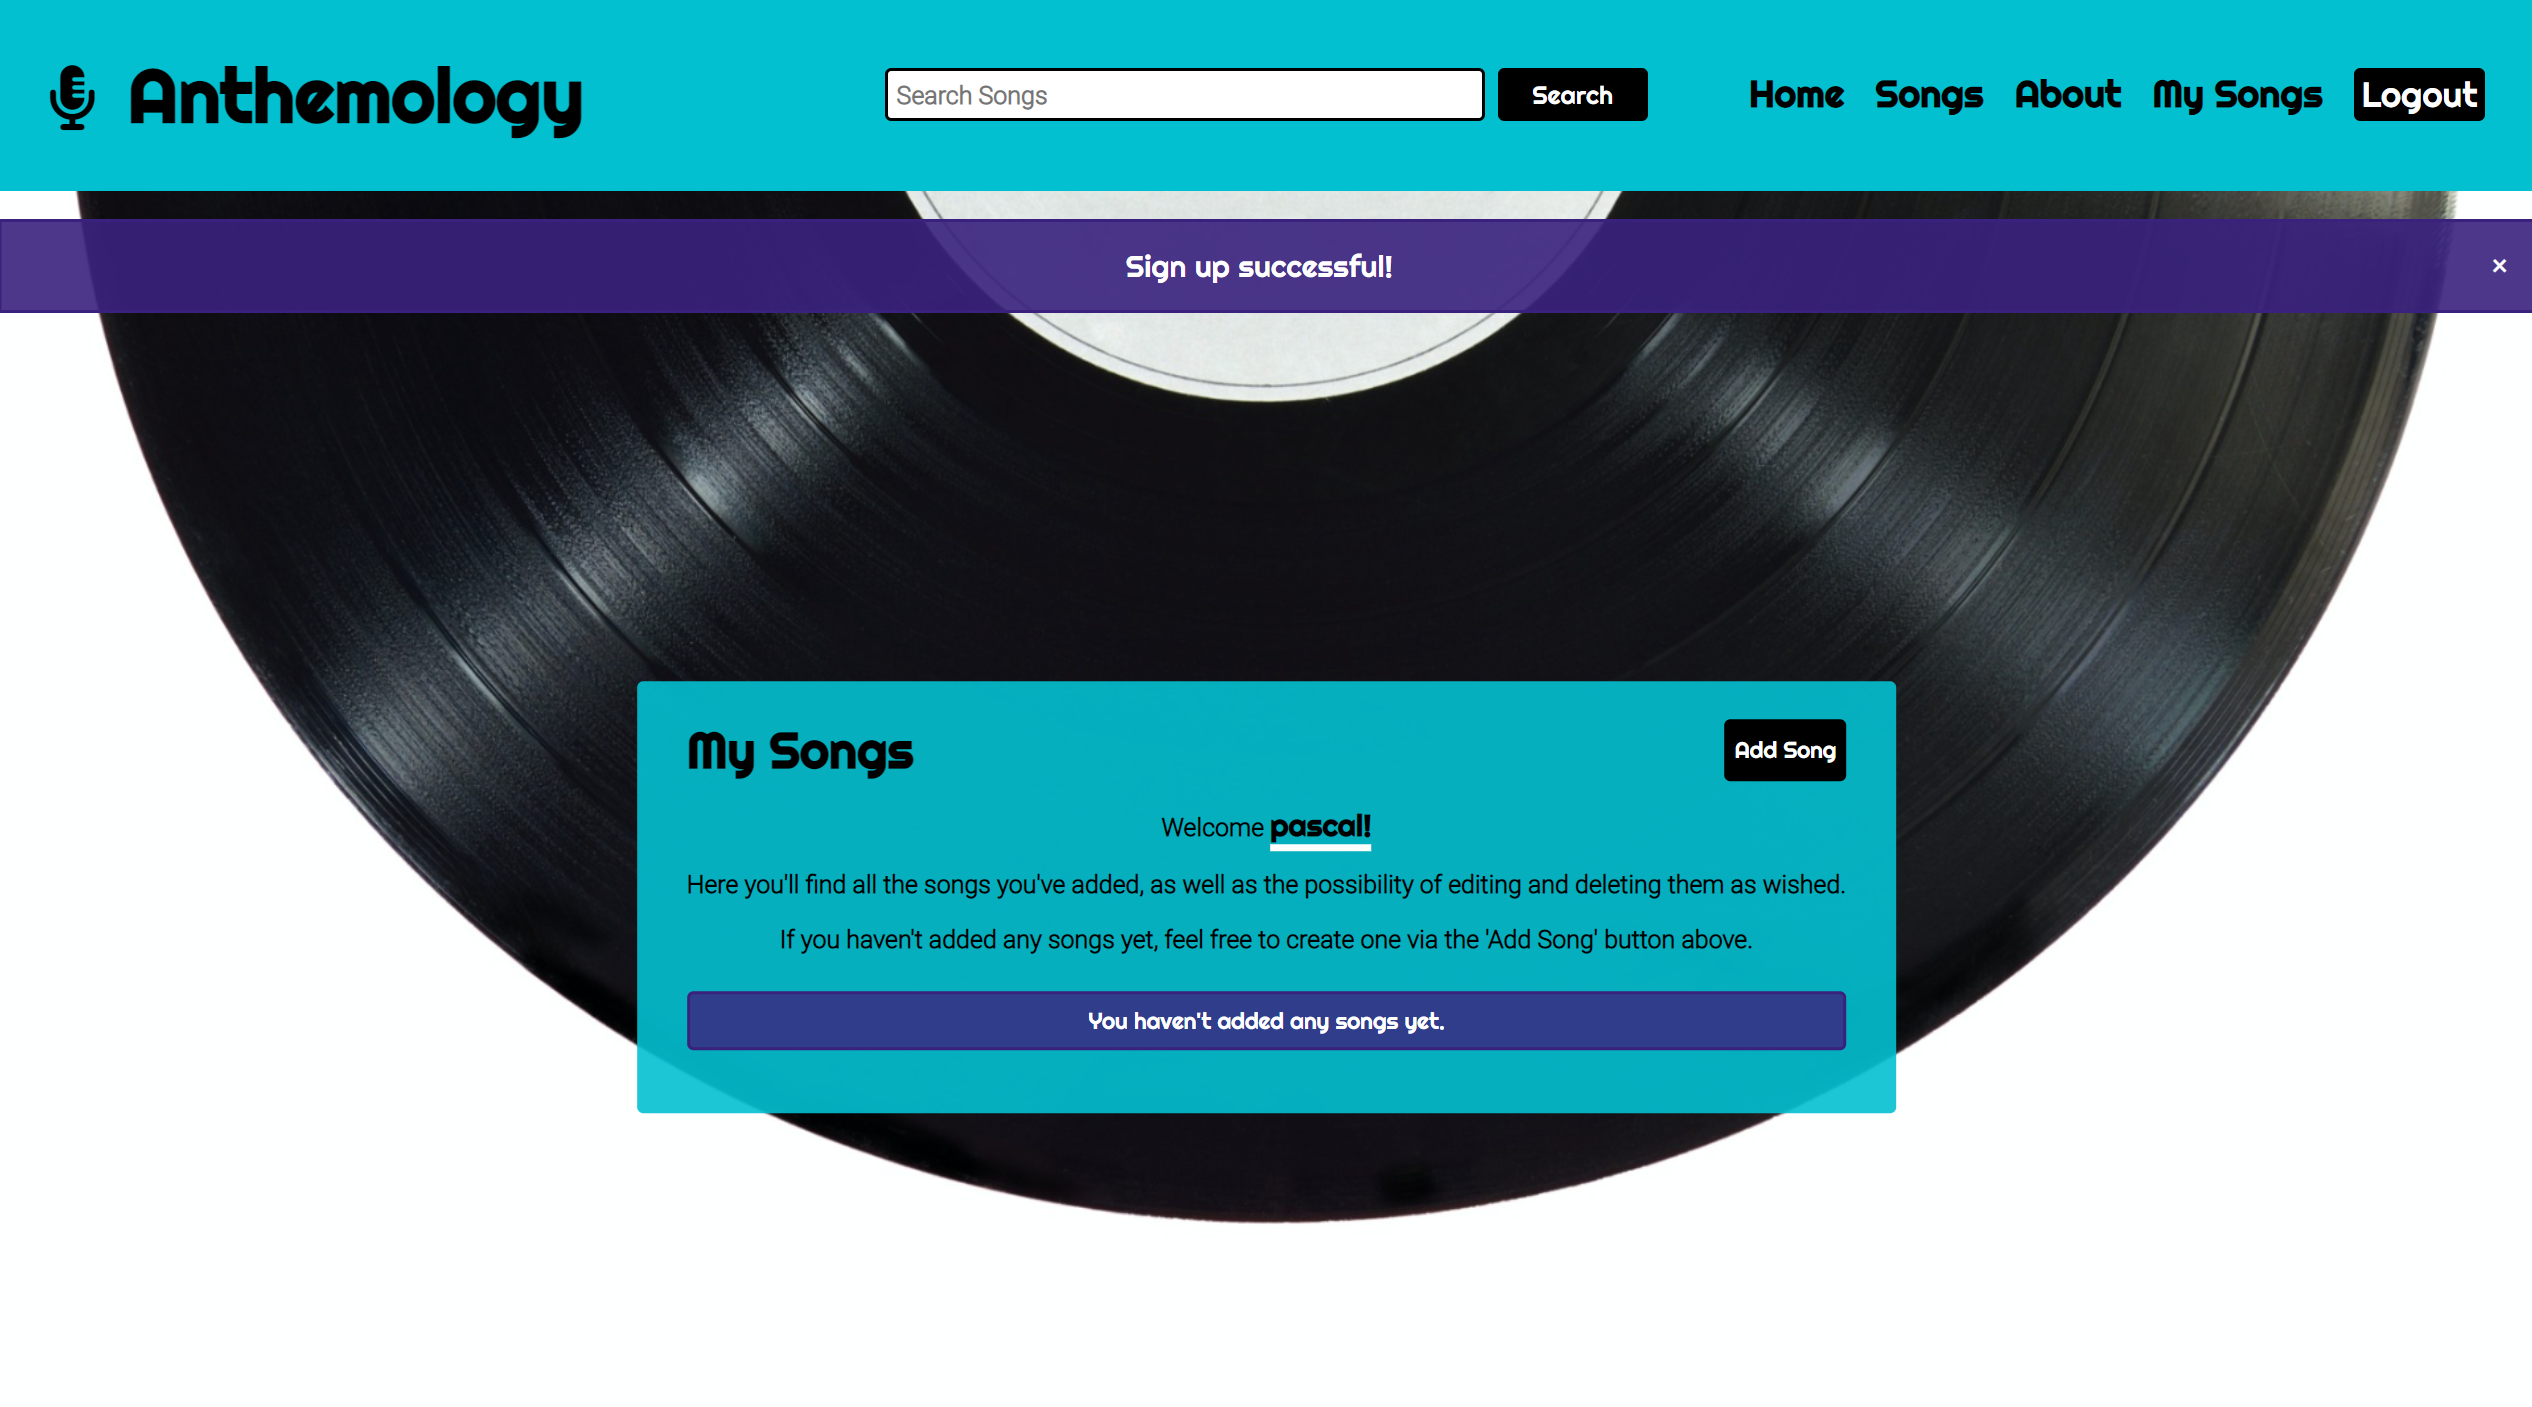 Anthemology
Search Songs
Search
Home Songs About My Songs Logout
Sign up successful!
×
My Songs
Add Song
Welcome pascal!
Here you'll find all the songs you've added, as well as the possibility of editing and deleting them as wished.
If you haven't added any songs yet, feel free to create one via the 'Add Song' button above.
You haven't added any songs yet.